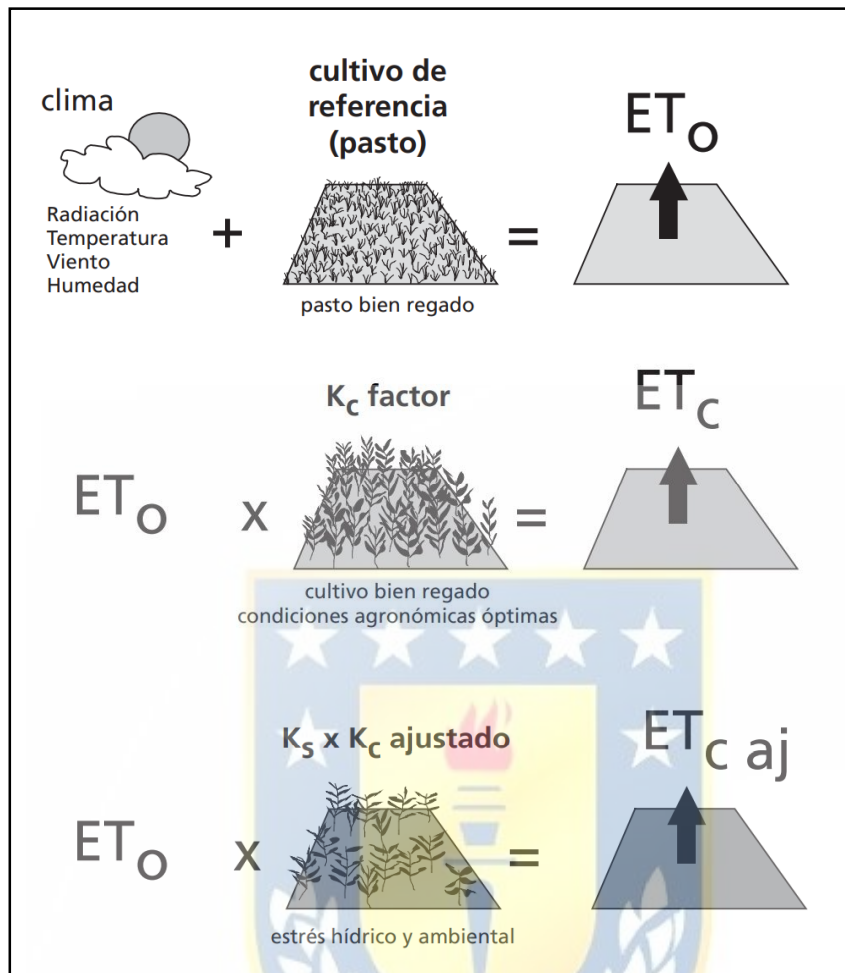 clima
Radiación
Temperatura
Viento
Humedad
+
cultivo de
referencia
(pasto)
pasto bien regado
=
ETo
ETo
x
Kc factor
cultivo bien regado
condiciones agronómicas óptimas
=
ETc
ETo
x
Ks x Kc ajustado
estrés hídrico y ambiental
=
ETc aj